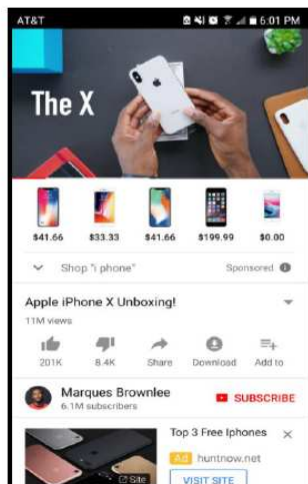 AT&T 6:01 PM
The X
$41.66 $33.33 $41.66 $199.99 $0.00
Shop "i phone" Sponsored
Apple iPhone X Unboxing!
11M views
201K 8.4K Share Download Add to
Marques Brownlee
6.1M subscribers
SUBSCRIBE
Top 3 Free Iphones
Ad huntnow.net
Site
VISIT SITE